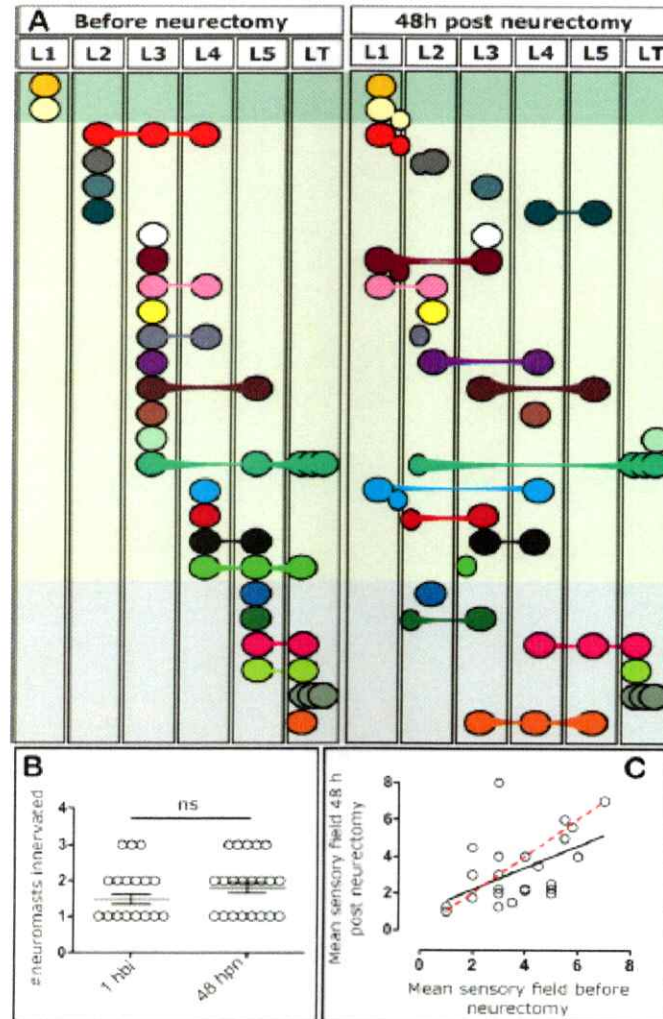 A Before neurectomy 48h post neurectomy
L1 L2 L3 L4 L5 LT L1 L2 L3 L4 L5 LT
B
ns
#neuromasts innervated
4
3
2
1
0
1 hbi 48 hpn
C
Mean sensory field 48 h
post neurectomy
8
6
4
2
0
0 2 4 6 8
Mean sensory field before
neurectomy